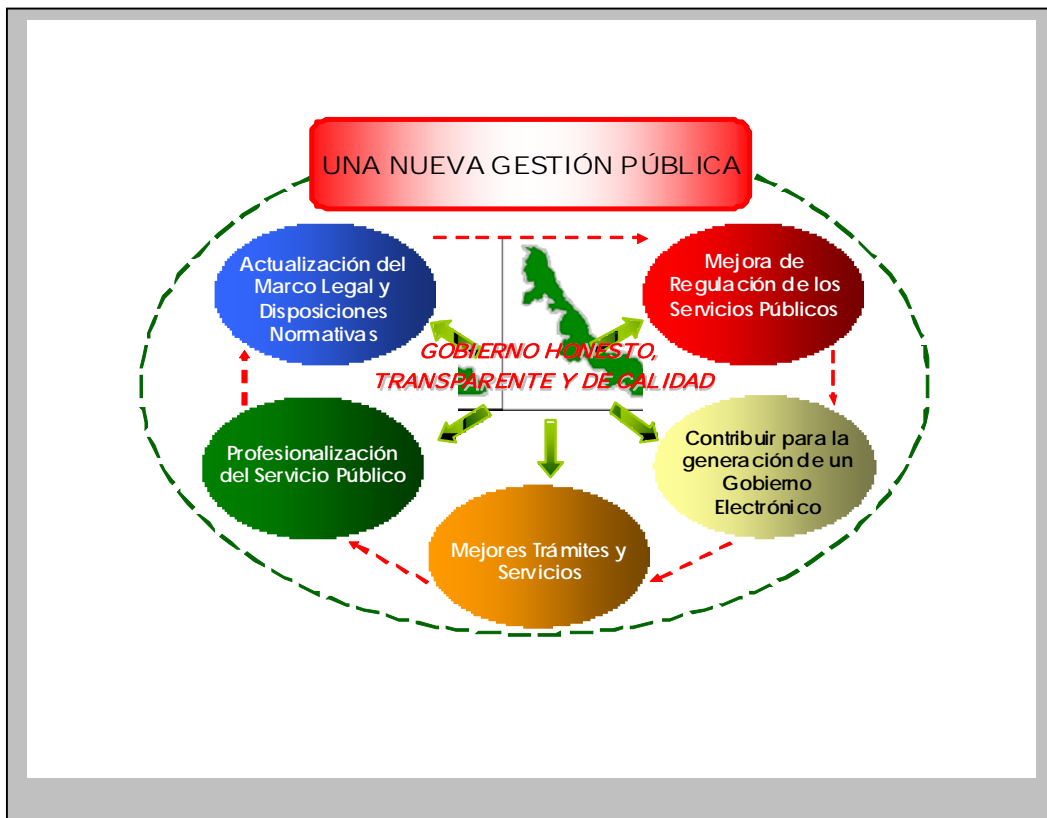 UNA NUEVA GESTIÓN PÚBLICA
Actualización del
Marco Legal y
Disposiciones
Normativas
Mejora de
Regulación de los
Servicios Públicos
GOBIERNO HONESTO,
TRANSPARENTE Y DE CALIDAD
Profesionalización
del Servicio Público
Contribuir para la
generación de un
Gobierno
Electrónico
Mejores Trámites y
Servicios